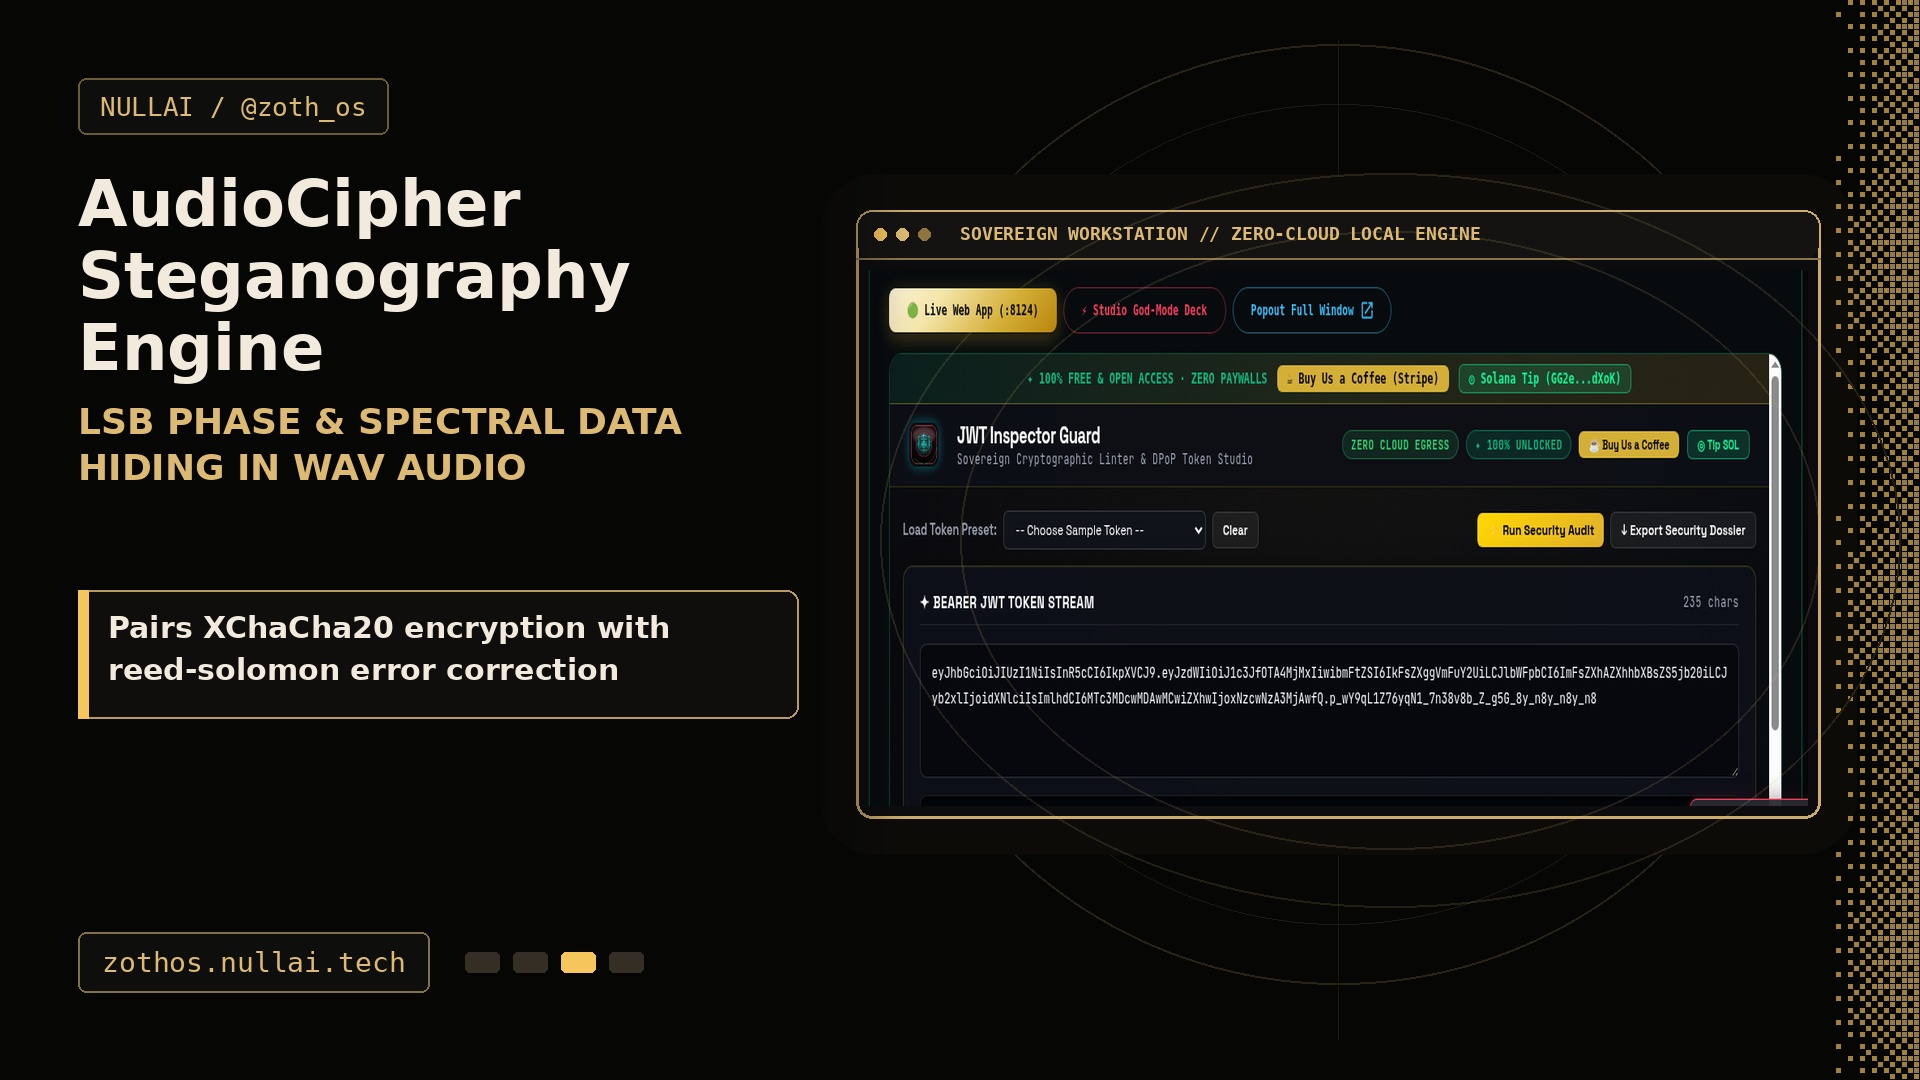 NULLAI / @zoth_os
AudioCipher
Steganography
Engine
LSB PHASE & SPECTRAL DATA
HIDING IN WAV AUDIO
Pairs XChaCha20 encryption with
reed-solomon error correction
zothos.nullai.tech
SOVEREIGN WORKSTATION // ZERO-CLOUD LOCAL ENGINE
Live Web App (:8124)
⚡ Studio God-Mode Deck
Popout Full Window
✦ 100% FREE & OPEN ACCESS · ZERO PAYWALLS
☕ Buy Us a Coffee (Stripe)
◎ Solana Tip (GG2e...dXoK)
JWT Inspector Guard
Sovereign Cryptographic Linter & DPoP Token Studio
ZERO CLOUD EGRESS
✦ 100% UNLOCKED
☕ Buy Us a Coffee
◎ Tip SOL
Load Token Preset:
-- Choose Sample Token --
Clear
Run Security Audit
↓ Export Security Dossier
✦ BEARER JWT TOKEN STREAM
235 chars
eyJhbGciOiJIUzI1NiIsInR5cCI6IkpXVCJ9.eyJzdWIiOiJ1c3JfOTA4MjMxIiwibmFtZSI6IkFsZXggVmFuY2UiLCJlbWFpbCI6ImFsZXhAZXhhbXBsZS5jb20iLCJ
yb2xlIjoidXNlciIsImlhdCI6MTc3MDcwMDAwMCwiZXhwIjoxNzcwNzA3MjAwfQ.p_wY9qL1Z76yqN1_7n38v8b_Z_g5G_8y_n8y_n8y_n8